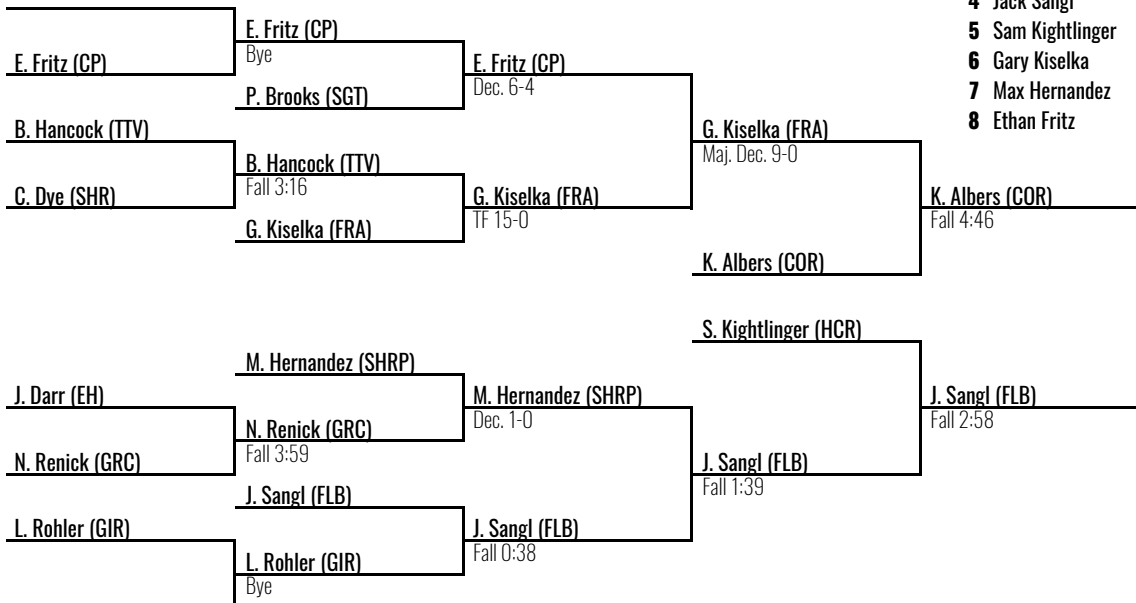 4 Jack Sangl
E. Fritz (CP)
5 Sam Kightlinger
Bye
E. Fritz (CP)
E. Fritz (CP)
6 Gary Kiselka
Dec. 6-4
P. Brooks (SGT)
7 Max Hernandez
B. Hancock (TTV)
G. Kiselka (FRA)
8 Ethan Fritz
Maj. Dec. 9-0
B. Hancock (TTV)
Fall 3:16
C. Dye (SHR)
G. Kiselka (FRA)
K. Albers (COR)
TF 15-0
Fall 4:46
G. Kiselka (FRA)
K. Albers (COR)
S. Kightlinger (HCR)
M. Hernandez (SHRP)
J. Darr (EH)
M. Hernandez (SHRP)
J. Sangl (FLB)
Dec. 1-0
Fall 2:58
N. Renick (GRC)
Fall 3:59
N. Renick (GRC)
J. Sangl (FLB)
Fall 1:39
J. Sangl (FLB)
L. Rohler (GIR)
J. Sangl (FLB)
Fall 0:38
L. Rohler (GIR)
Bye